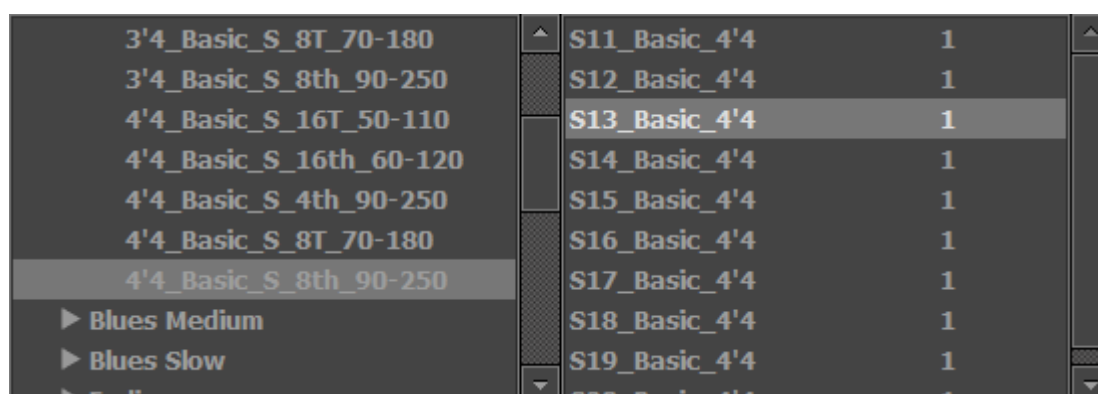 3'4_Basic_S_8T_70-180
3'4_Basic_S_8th_90-250
4'4_Basic_S_16T_50-110
4'4_Basic_S_16th_60-120
4'4_Basic_S_4th_90-250
4'4_Basic_S_8T_70-180
4'4_Basic_S_8th_90-250
Blues Medium
Blues Slow
S11_Basic_4'4 1
S12_Basic_4'4 1
S13_Basic_4'4 1
S14_Basic_4'4 1
S15_Basic_4'4 1
S16_Basic_4'4 1
S17_Basic_4'4 1
S18_Basic_4'4 1
S19_Basic_4'4 1